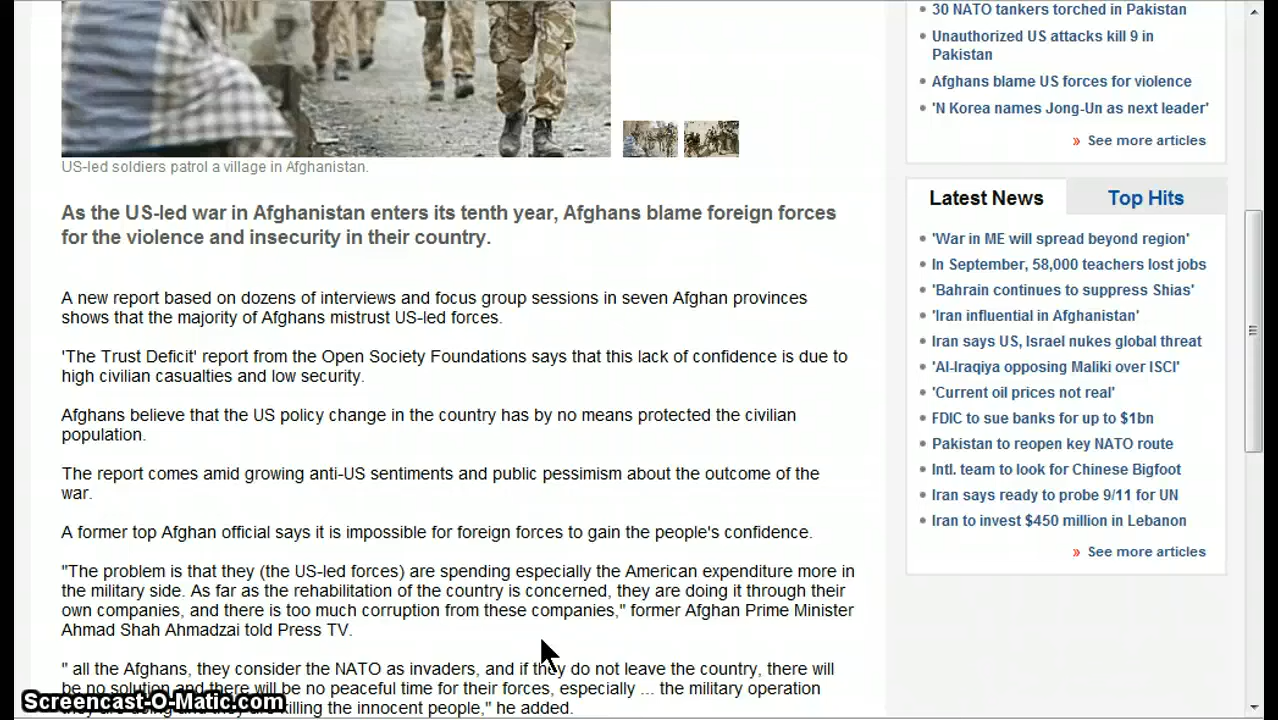 US-led soldiers patrol a village in Afghanistan.
As the US-led war in Afghanistan enters its tenth year, Afghans blame foreign forces
for the violence and insecurity in their country.
A new report based on dozens of interviews and focus group sessions in seven Afghan provinces
shows that the majority of Afghans mistrust US-led forces.
'The Trust Deficit' report from the Open Society Foundations says that this lack of confidence is due to
high civilian casualties and low security.
Afghans believe that the US policy change in the country has by no means protected the civilian
population.
The report comes amid growing anti-US sentiments and public pessimism about the outcome of the
war.
A former top Afghan official says it is impossible for foreign forces to gain the people's confidence.
"The problem is that they (the US-led forces) are spending especially the American expenditure more in
the military side. As far as the rehabilitation of the country is concerned, they are doing it through their
own companies, and there is too much corruption from these companies," former Afghan Prime Minister
Ahmad Shah Ahmadzai told Press TV.
" all the Afghans, they consider the NATO as invaders, and if they do not leave the country, there will
be no solution and there will be no peaceful time for their forces, especially ... the military operation
they are doing and they are killing the innocent people," he added.
Screencast-O-Matic.com
30 NATO tankers torched in Pakistan
Unauthorized US attacks kill 9 in
Pakistan
Afghans blame US forces for violence
'N Korea names Jong-Un as next leader'
» See more articles
Latest News Top Hits
'War in ME will spread beyond region'
In September, 58,000 teachers lost jobs
'Bahrain continues to suppress Shias'
'Iran influential in Afghanistan'
Iran says US, Israel nukes global threat
'Al-Iraqiya opposing Maliki over ISCI'
'Current oil prices not real'
FDIC to sue banks for up to $1bn
Pakistan to reopen key NATO route
Intl. team to look for Chinese Bigfoot
Iran says ready to probe 9/11 for UN
Iran to invest $450 million in Lebanon
» See more articles